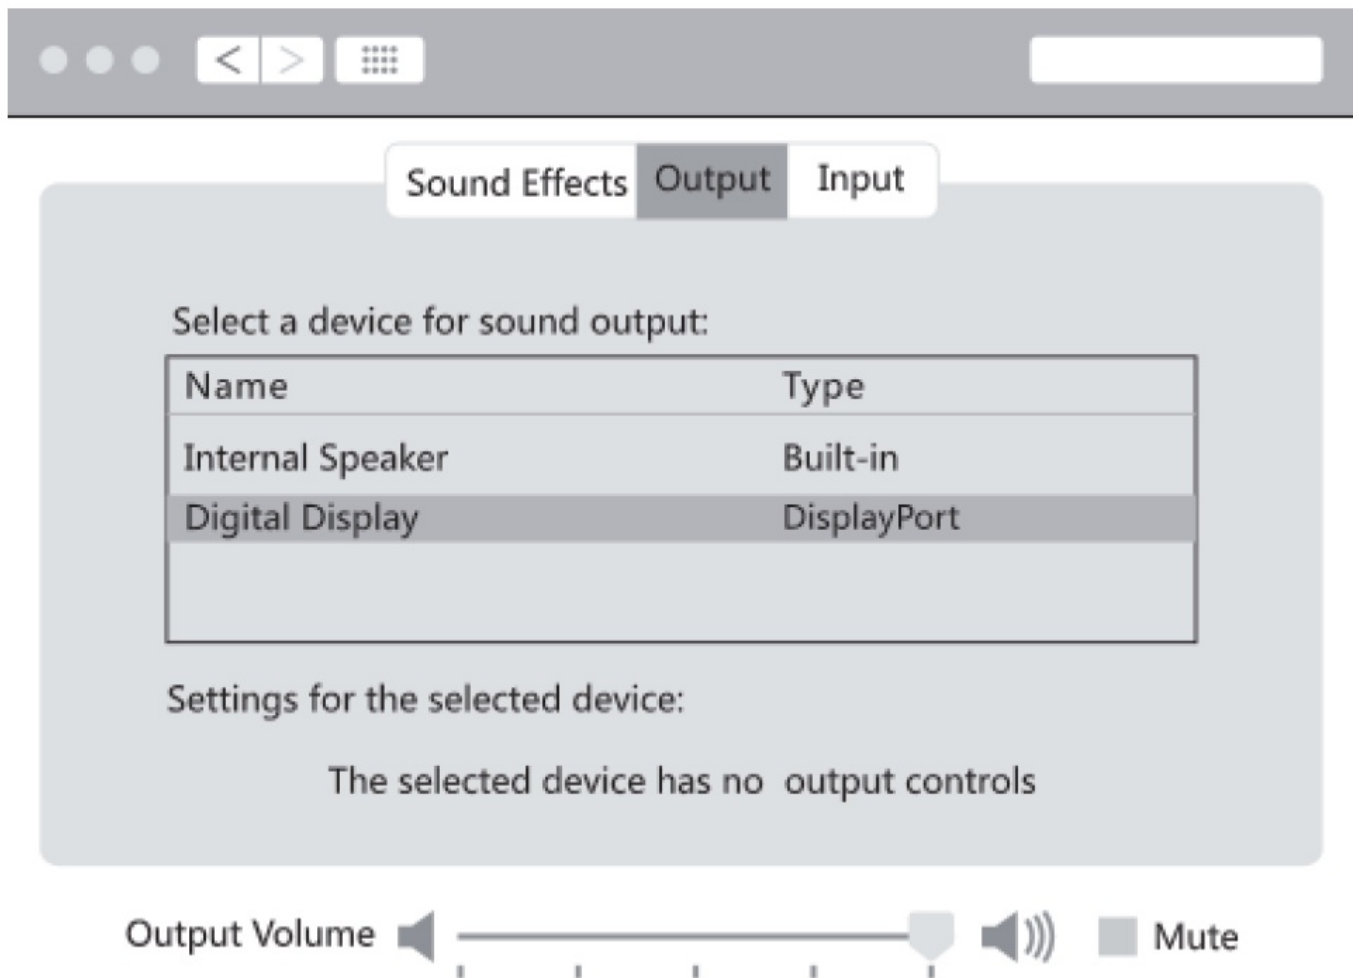 < >
Sound Effects Output Input
Select a device for sound output:
Name Type
Internal Speaker Built-in
Digital Display DisplayPort
Settings for the selected device:
The selected device has no output controls
Output Volume Mute